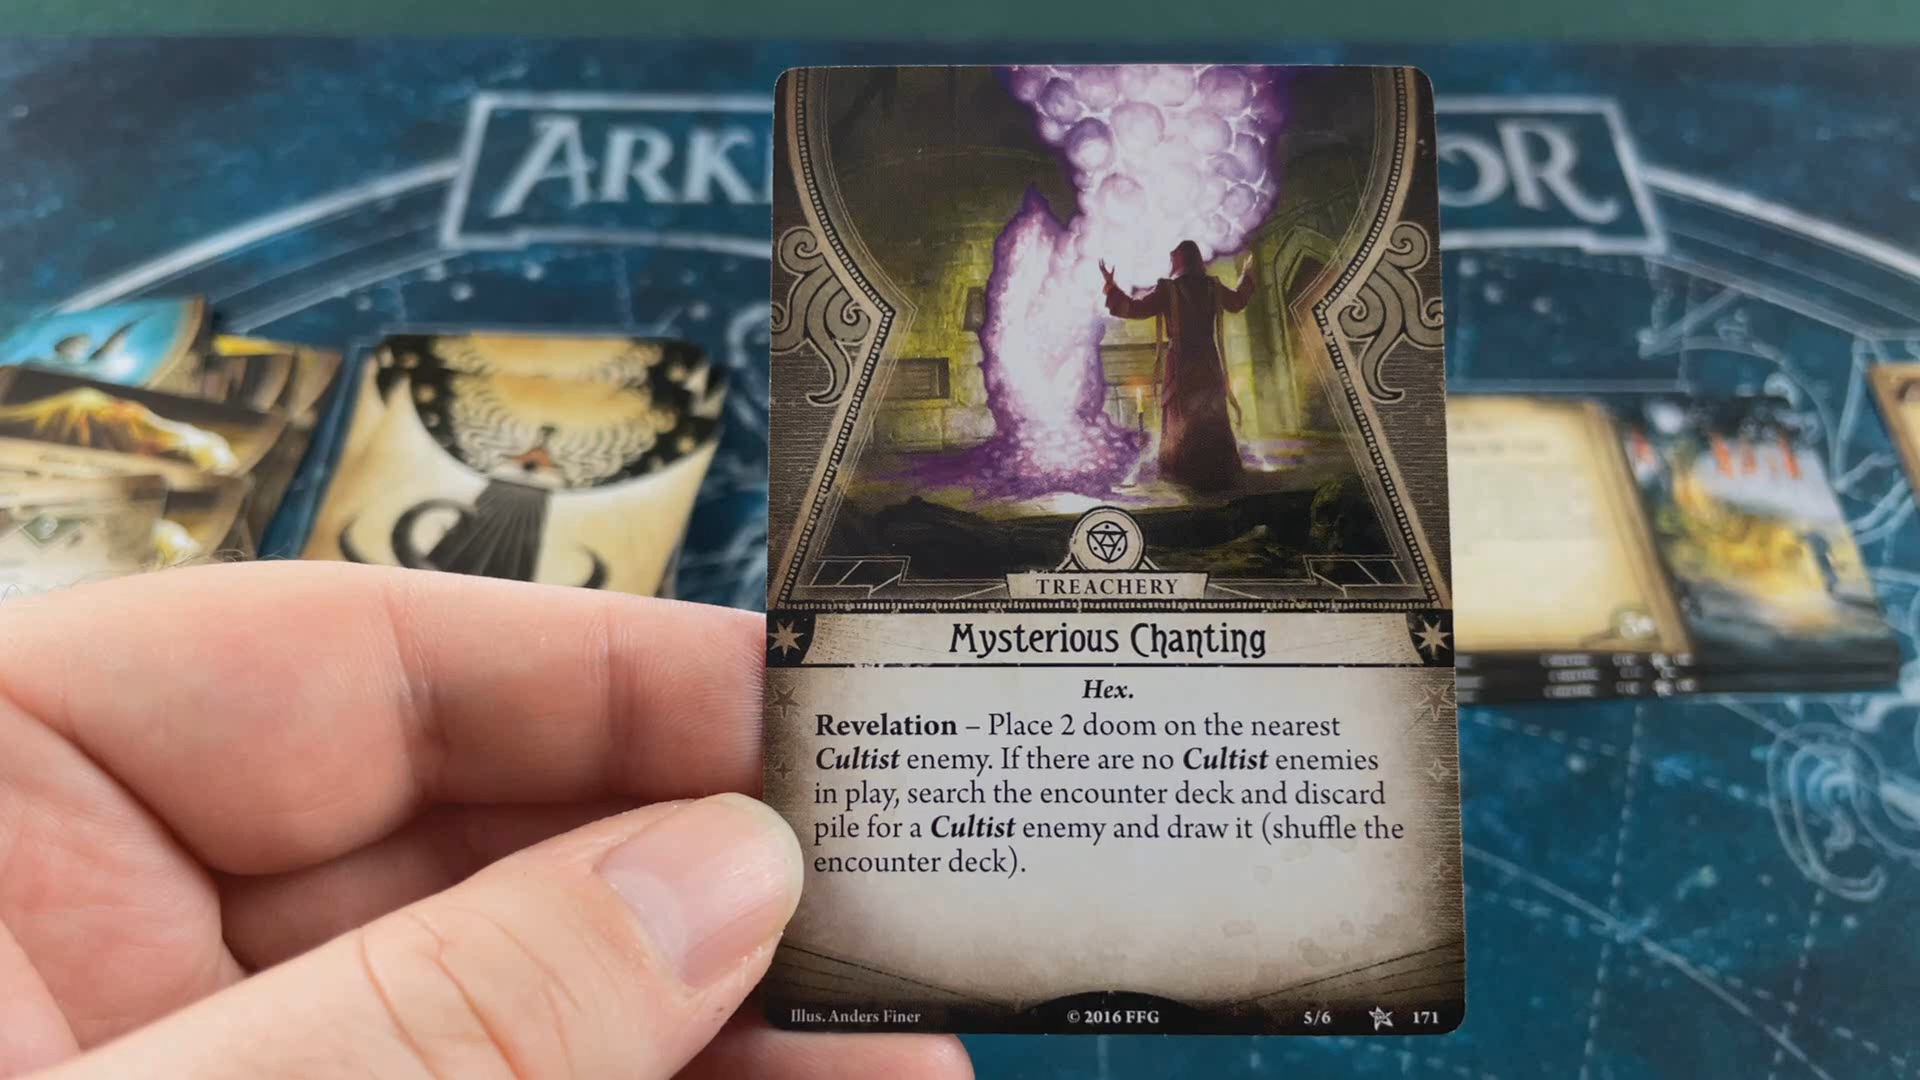 ARK
OR
TREACHERY
Mysterious Chanting
Hex.
Revelation – Place 2 doom on the nearest
Cultist enemy. If there are no Cultist enemies
in play, search the encounter deck and discard
pile for a Cultist enemy and draw it (shuffle the
encounter deck).
Illus. Anders Finer
© 2016 FFG
5/6
171